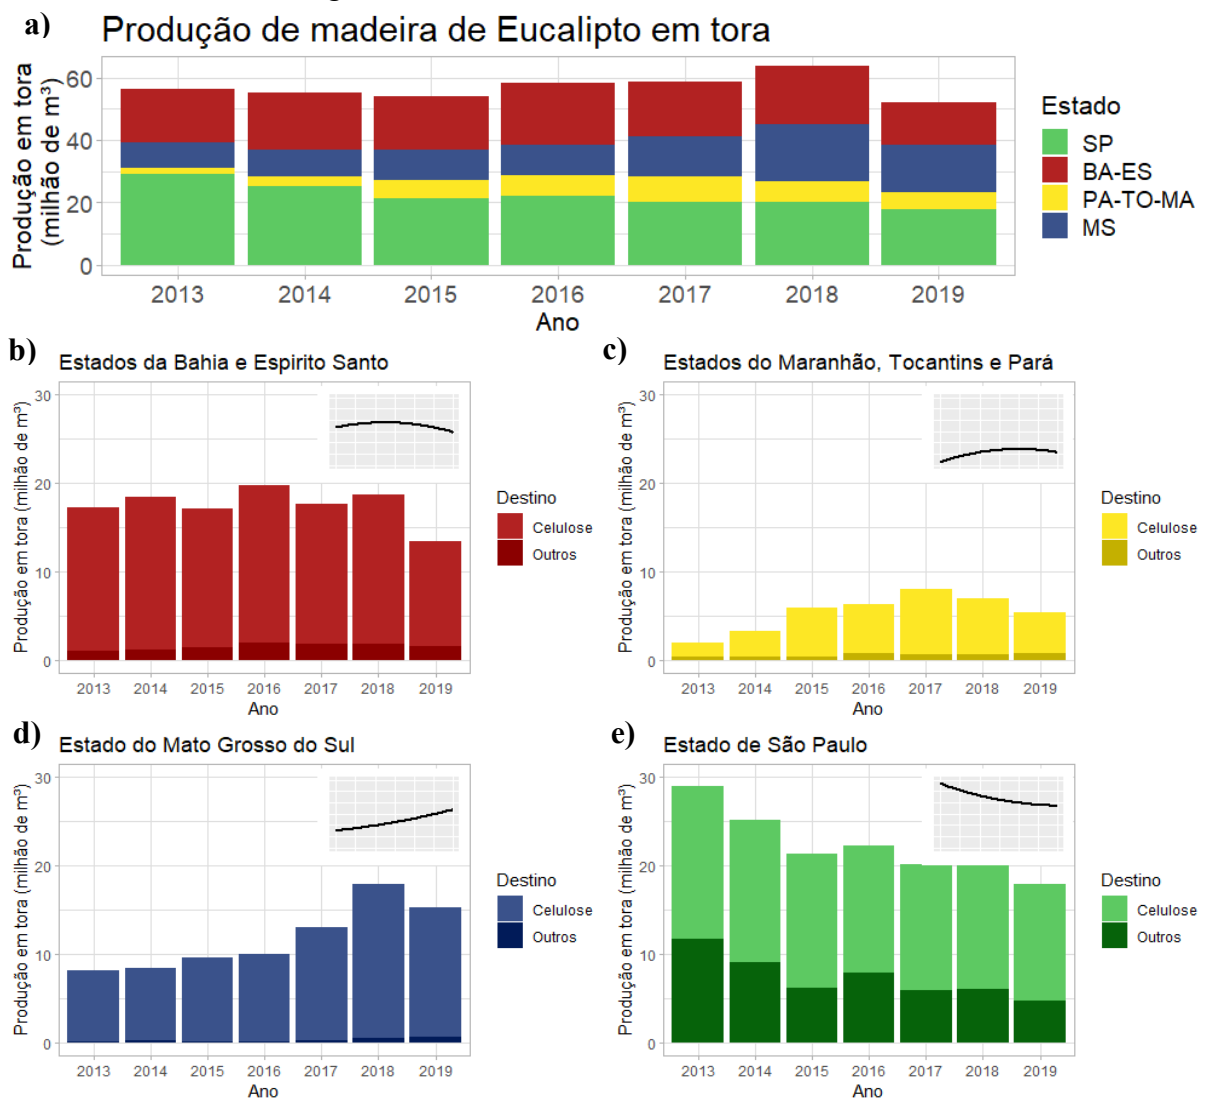 a)
Produção de madeira de Eucalipto em tora
Produção em tora
(milhão de m³)
60
40
20
0
2013 2014 2015 2016 2017 2018 2019
Ano
Estado
SP
BA-ES
PA-TO-MA
MS
b)
Estados da Bahia e Espirito Santo
Produção em tora (milhão de m³)
30
20
10
0
2013 2014 2015 2016 2017 2018 2019
Ano
Destino
Celulose
Outros
c)
Estados do Maranhão, Tocantins e Pará
Produção em tora (milhão de m³)
30
20
10
0
2013 2014 2015 2016 2017 2018 2019
Ano
Destino
Celulose
Outros
d)
Estado do Mato Grosso do Sul
Produção em tora (milhão de m³)
30
20
10
0
2013 2014 2015 2016 2017 2018 2019
Ano
Destino
Celulose
Outros
e)
Estado de São Paulo
Produção em tora (milhão de m³)
30
20
10
0
2013 2014 2015 2016 2017 2018 2019
Ano
Destino
Celulose
Outros